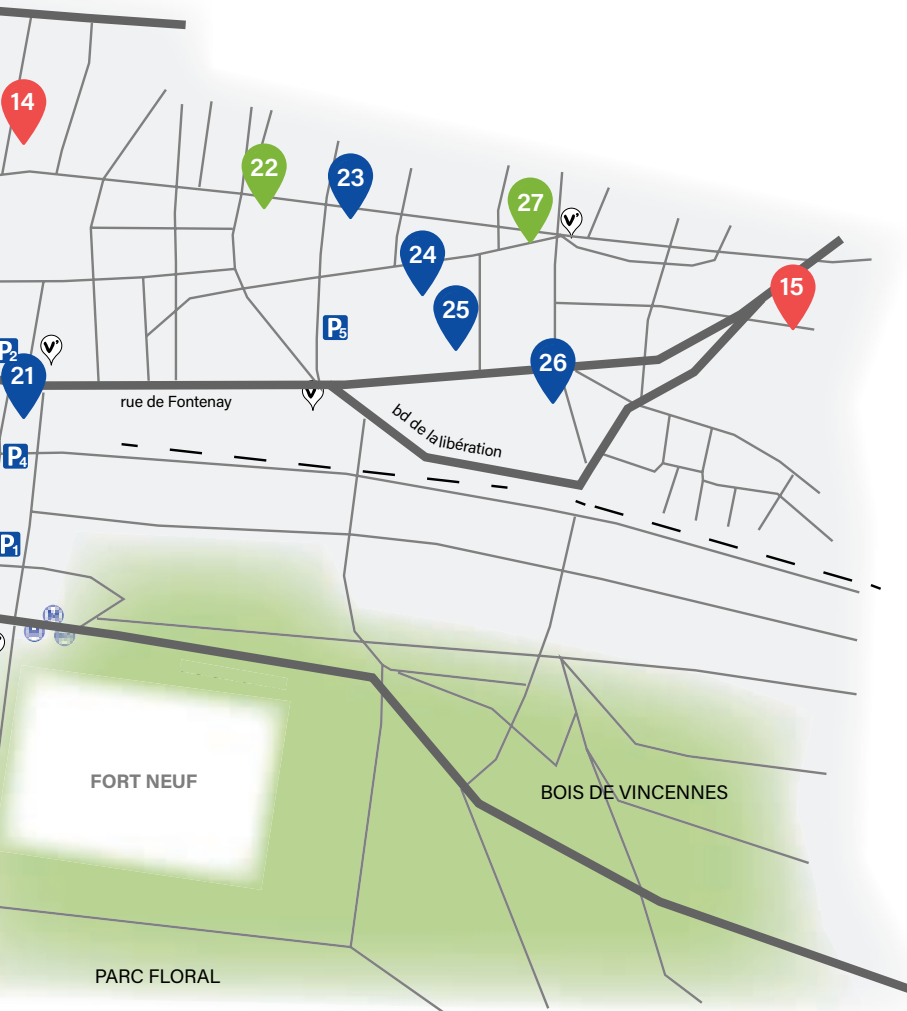 14
22
23
27
V'
24
15
25
P5
V'
P2
21
26
V
rue de Fontenay
bd de la libération
P4
P1
H
FORT NEUF
BOIS DE VINCENNES
PARC FLORAL